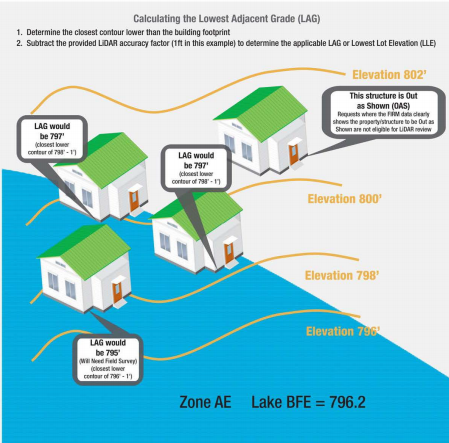 Calculating the Lowest Adjacent Grade (LAG)
1. Determine the closest contour lower than the building footprint
2. Subtract the provided LiDAR accuracy factor (1ft in this example) to determine the applicable LAG or Lowest Lot Elevation (LLE)
Elevation 802'
This structure is Out
as Shown (OAS)
Requests where the FIRM data clearly
shows the property/structure to be Out as
Shown are not eligible for LiDAR review
LAG would
be 797'
(closest lower
contour of 798' - 1')
LAG would
be 797'
(closest lower
contour of 798' - 1')
Elevation 800'
Elevation 798'
Elevation 796'
LAG would
be 795'
(Will Need Field Survey)
(closest lower
contour of 796' - 1')
Zone AE Lake BFE = 796.2